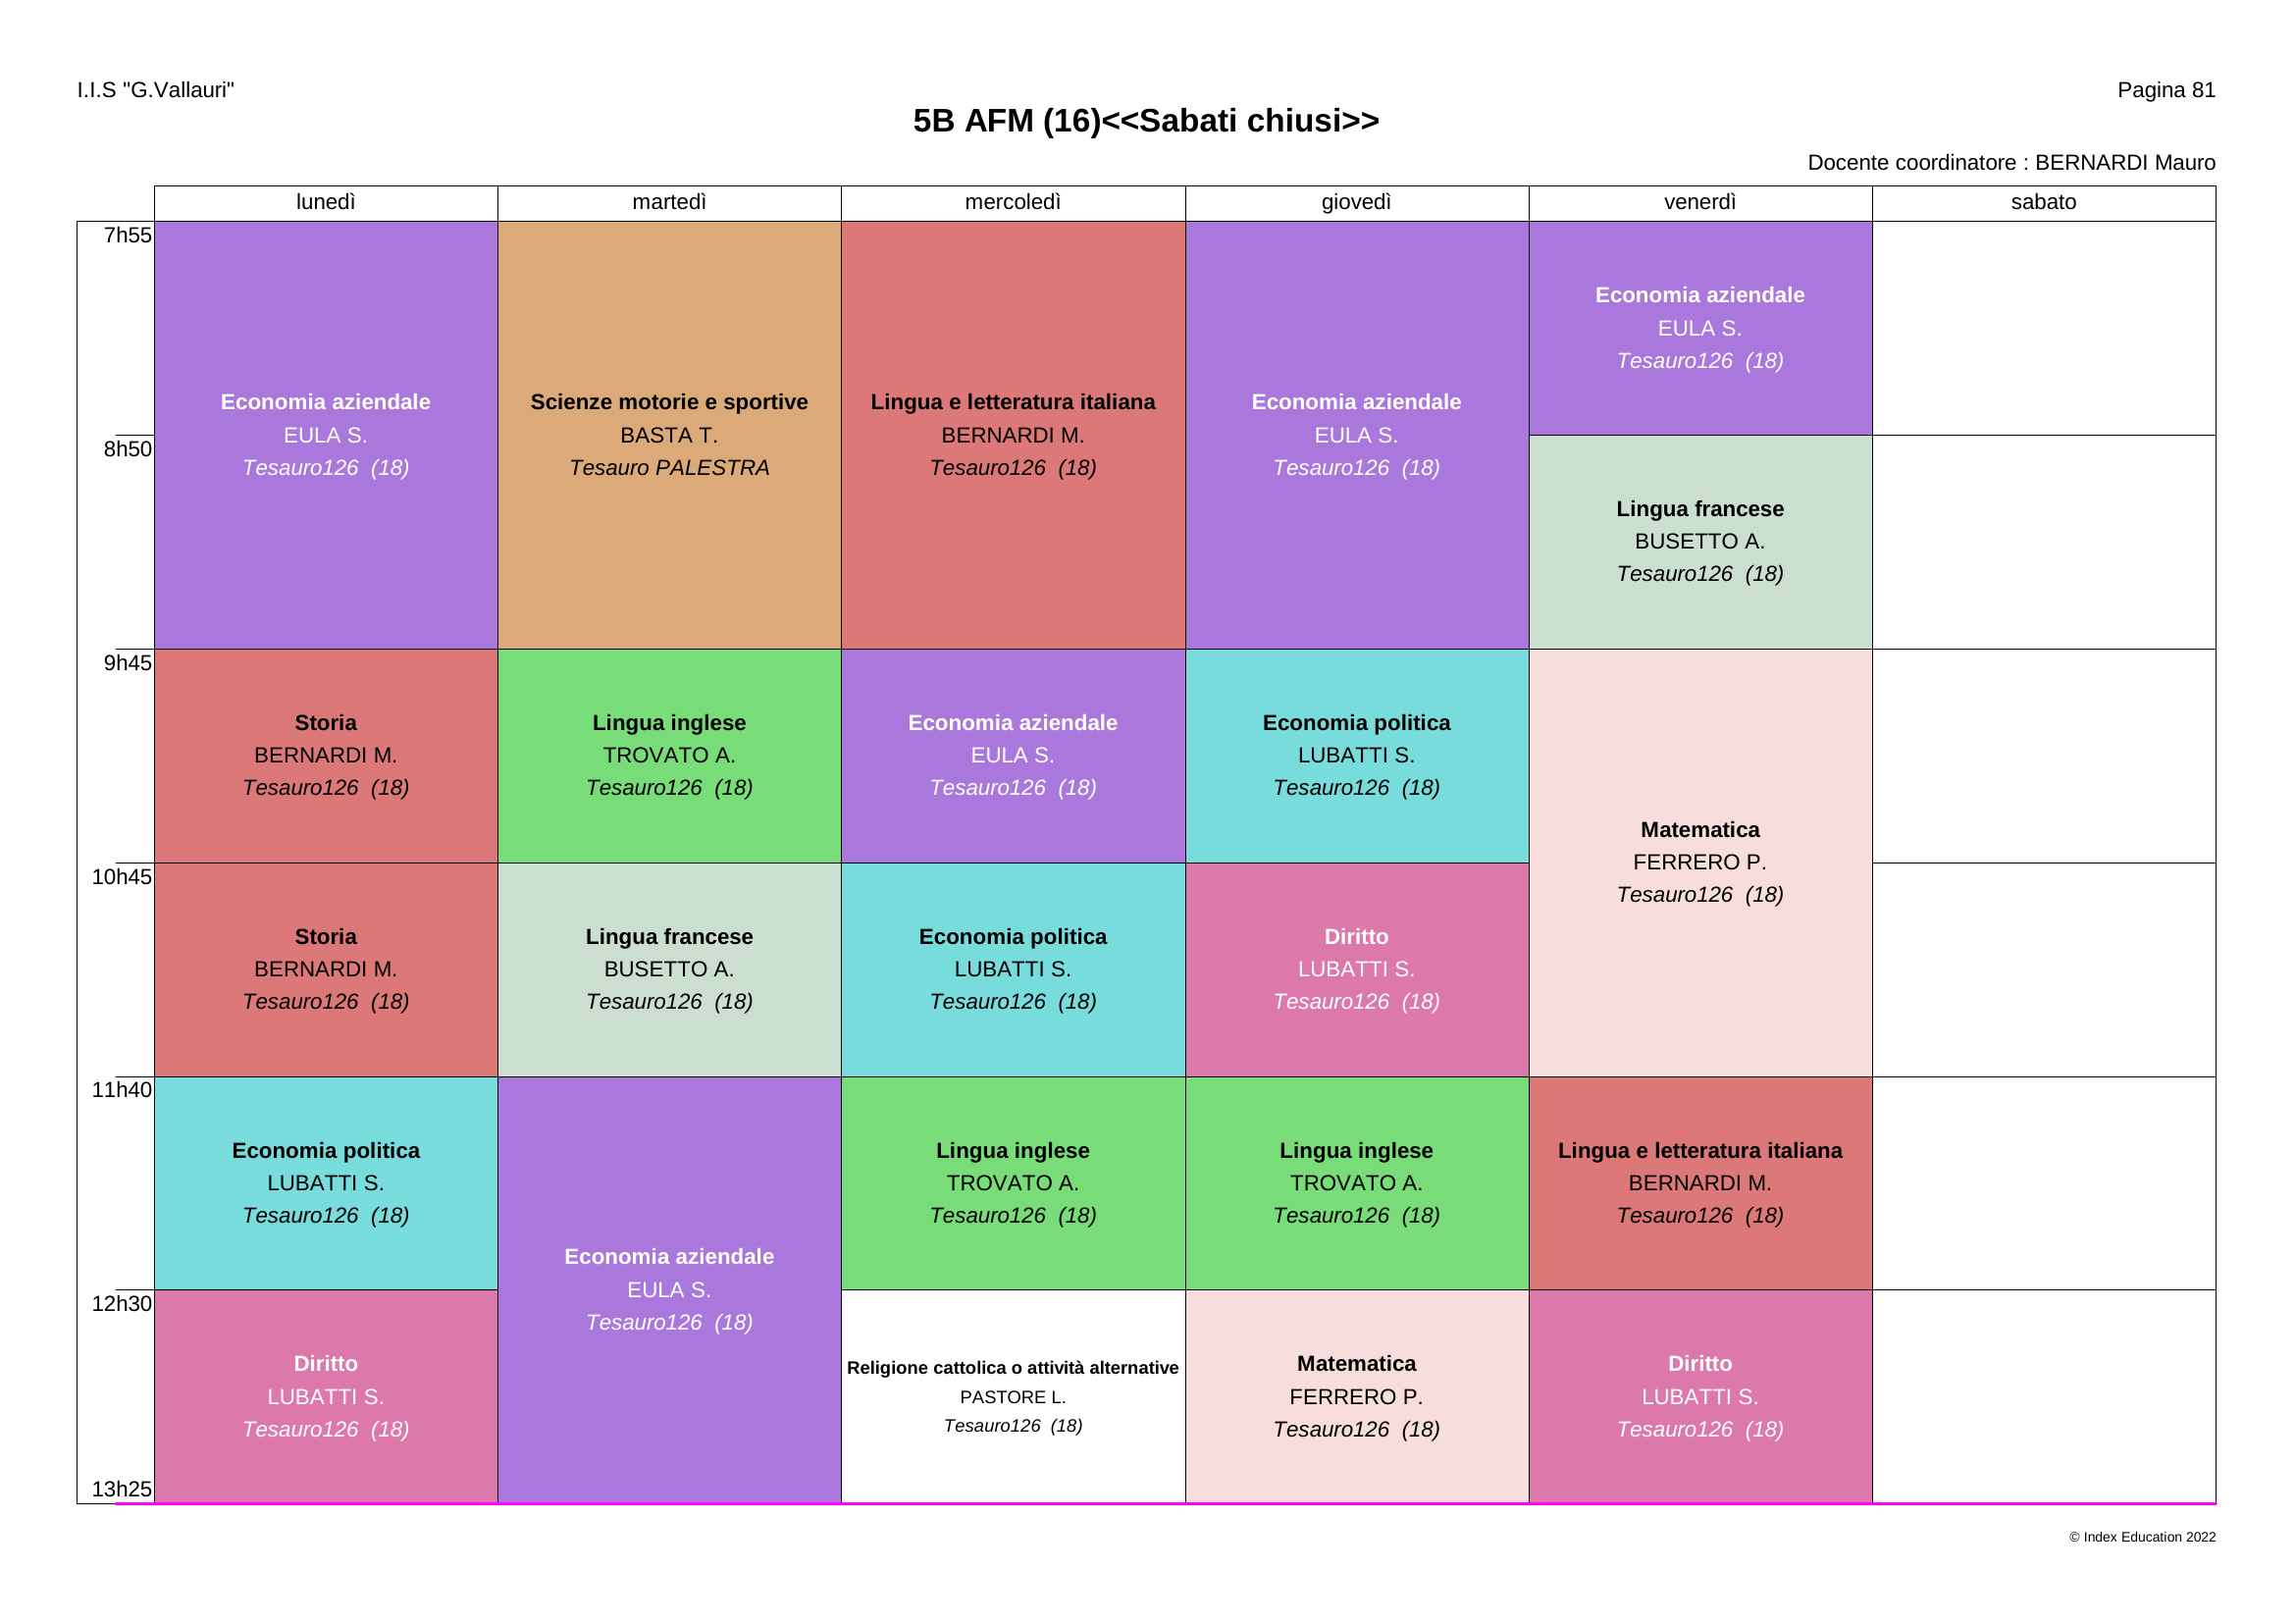 I.I.S "G.Vallauri"
Pagina 81
5B AFM (16)<<Sabati chiusi>>
Docente coordinatore : BERNARDI Mauro
lunedì martedì mercoledì giovedì venerdì sabato
7h55
Economia aziendale
EULA S.
Tesauro126 (18)
Scienze motorie e sportive
BASTA T.
Tesauro PALESTRA
Lingua e letteratura italiana
BERNARDI M.
Tesauro126 (18)
Economia aziendale
EULA S.
Tesauro126 (18)
Economia aziendale
EULA S.
Tesauro126 (18)
8h50
Lingua francese
BUSETTO A.
Tesauro126 (18)
9h45
Storia
BERNARDI M.
Tesauro126 (18)
Lingua inglese
TROVATO A.
Tesauro126 (18)
Economia aziendale
EULA S.
Tesauro126 (18)
Economia politica
LUBATTI S.
Tesauro126 (18)
Matematica
FERRERO P.
Tesauro126 (18)
10h45
Storia
BERNARDI M.
Tesauro126 (18)
Lingua francese
BUSETTO A.
Tesauro126 (18)
Economia politica
LUBATTI S.
Tesauro126 (18)
Diritto
LUBATTI S.
Tesauro126 (18)
11h40
Economia politica
LUBATTI S.
Tesauro126 (18)
Economia aziendale
EULA S.
Tesauro126 (18)
Lingua inglese
TROVATO A.
Tesauro126 (18)
Lingua inglese
TROVATO A.
Tesauro126 (18)
Lingua e letteratura italiana
BERNARDI M.
Tesauro126 (18)
12h30
Diritto
LUBATTI S.
Tesauro126 (18)
Religione cattolica o attività alternative
PASTORE L.
Tesauro126 (18)
Matematica
FERRERO P.
Tesauro126 (18)
Diritto
LUBATTI S.
Tesauro126 (18)
13h25
© Index Education 2022